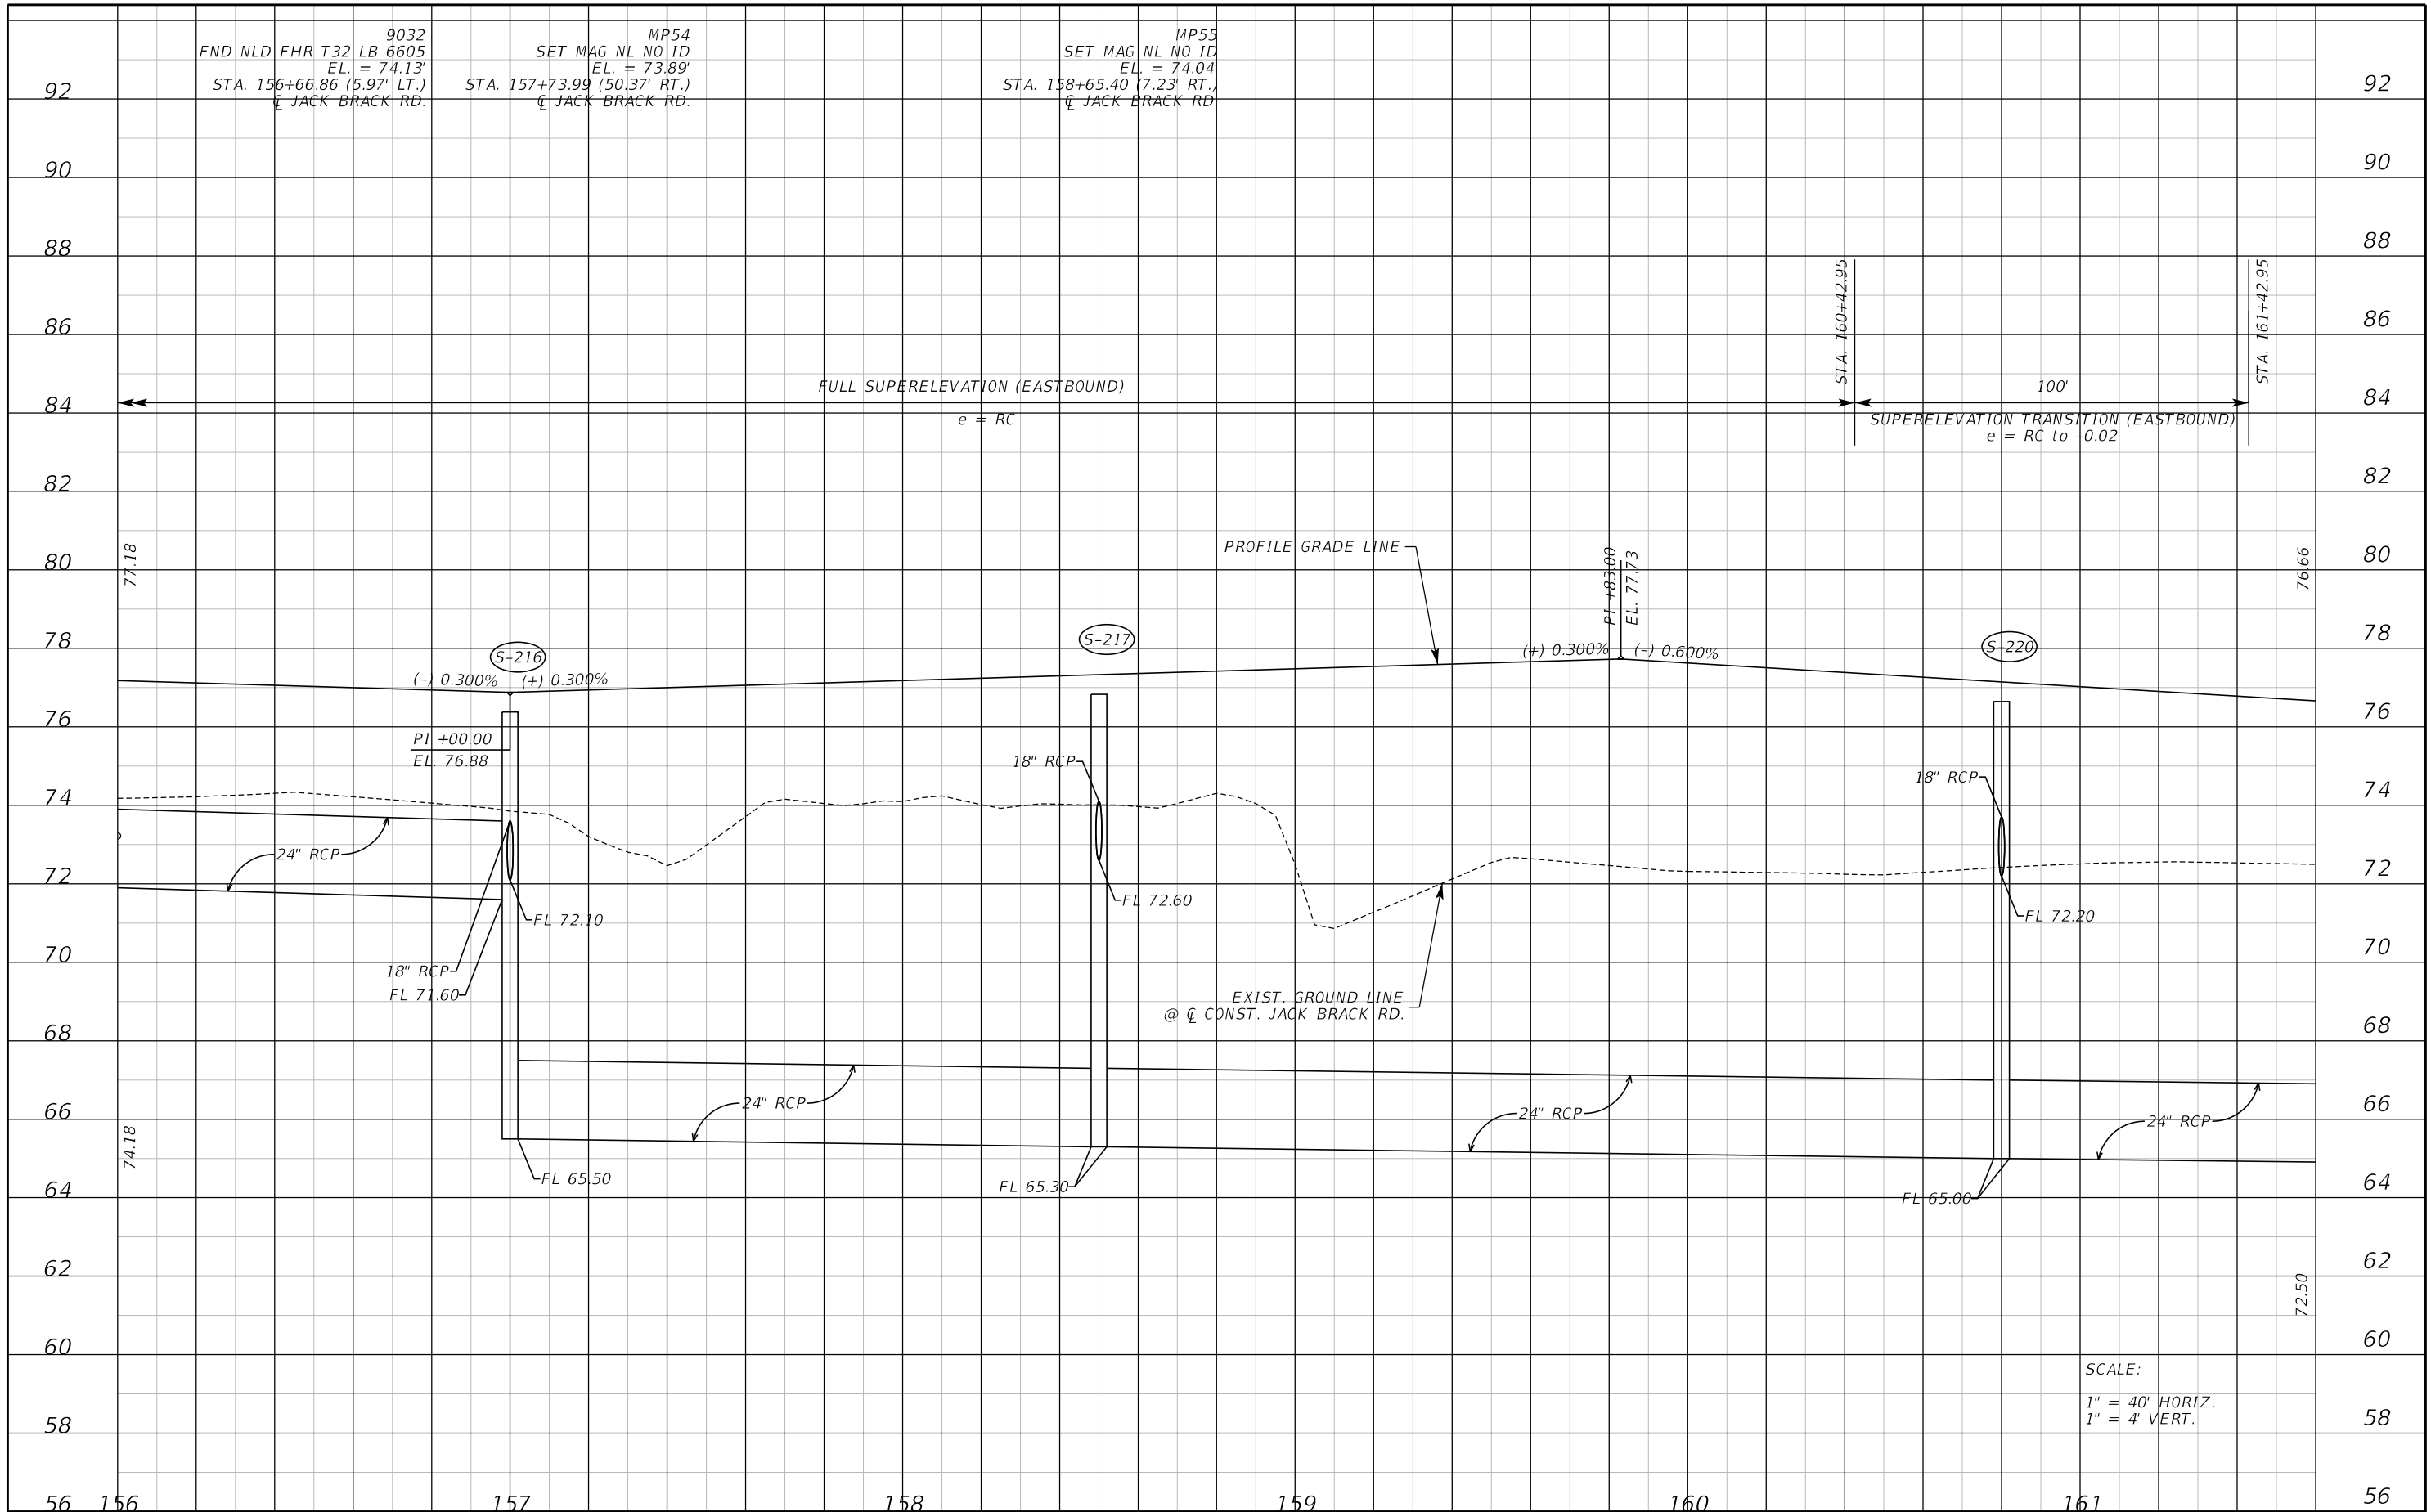 9032
FND NLD FHR T32 LB 6605
EL. = 74.13'
STA. 156+66.86 (5.97' LT.)
℄ JACK BRACK RD.
MP54
SET MAG NL NO ID
EL. = 73.89'
STA. 157+73.99 (50.37' RT.)
℄ JACK BRACK RD.
MP55
SET MAG NL NO ID
EL. = 74.04'
STA. 158+65.40 (7.23' RT.)
℄ JACK BRACK RD.
92
92
90
90
88
88
STA. 160+42.95
STA. 161+42.95
86
86
FULL SUPERELEVATION (EASTBOUND)
e = RC
100'
SUPERELEVATION TRANSITION (EASTBOUND)
e = RC to -0.02
84
84
82
82
PROFILE GRADE LINE
77.18
PI +83.00
EL. 77.73
76.66
80
80
78
78
S-216
S-217
S-220
(-) 0.300%
(+) 0.300%
(+) 0.300%
(-) 0.600%
76
76
PI +00.00
EL. 76.88
18" RCP
18" RCP
74
74
24" RCP
72
72
FL 72.10
FL 72.60
FL 72.20
70
70
18" RCP
FL 71.60
EXIST. GROUND LINE
@ ℄ CONST. JACK BRACK RD.
68
68
24" RCP
24" RCP
24" RCP
66
66
74.18
FL 65.50
FL 65.30
FL 65.00
64
64
62
62
72.50
60
60
SCALE:
1" = 40' HORIZ.
1" = 4' VERT.
58
58
56
156
157
158
159
160
161
56